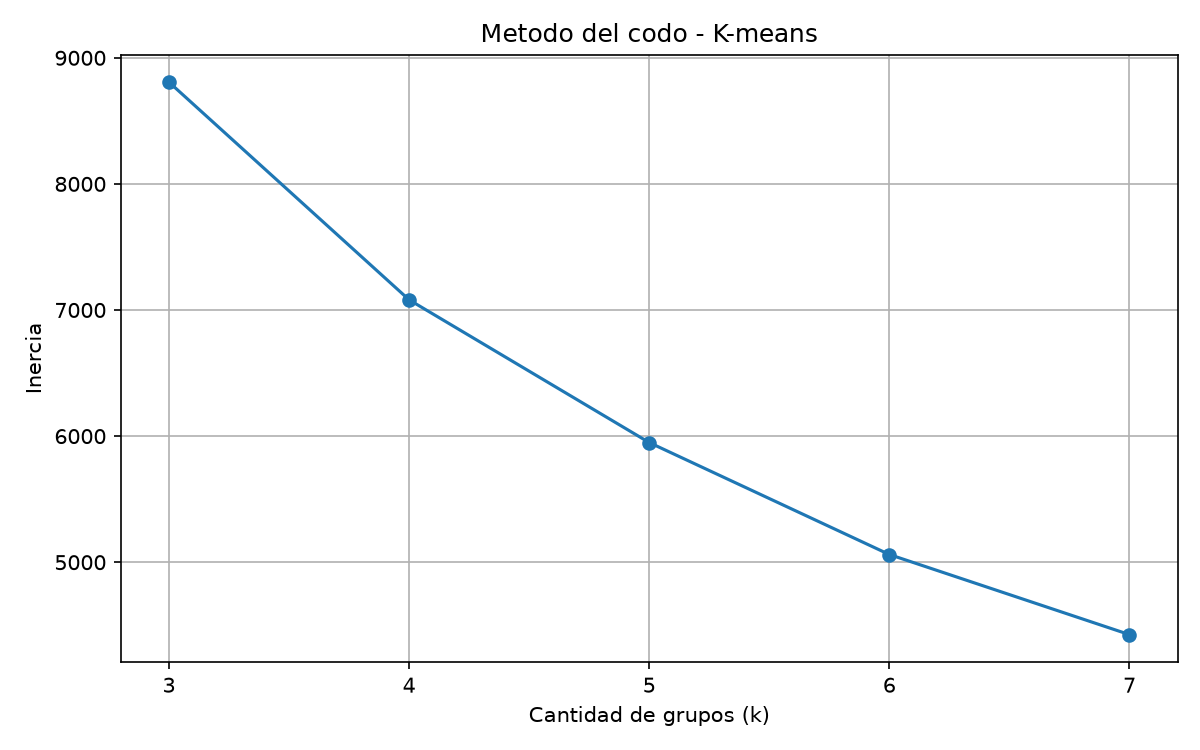 Metodo del codo - K-means
9000
8000
7000
6000
5000
Inercia
3 4 5 6 7
Cantidad de grupos (k)